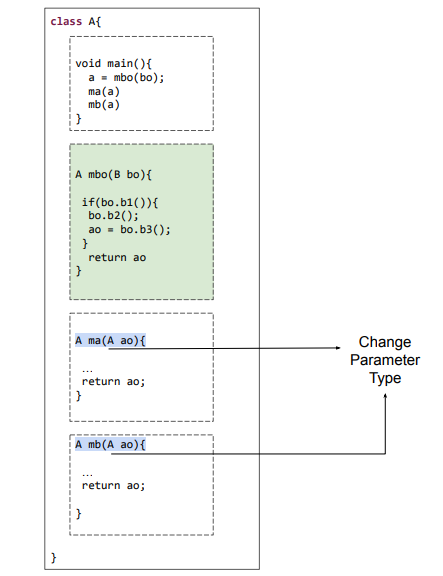 class A{
void main(){
a = mbo(bo);
ma(a)
mb(a)
}
A mbo(B bo){
if(bo.b1()){
bo.b2();
ao = bo.b3();
}
return ao
}
A ma(A ao){
...
return ao;
}
A mb(A ao){
...
return ao;
}
}
Change
Parameter
Type